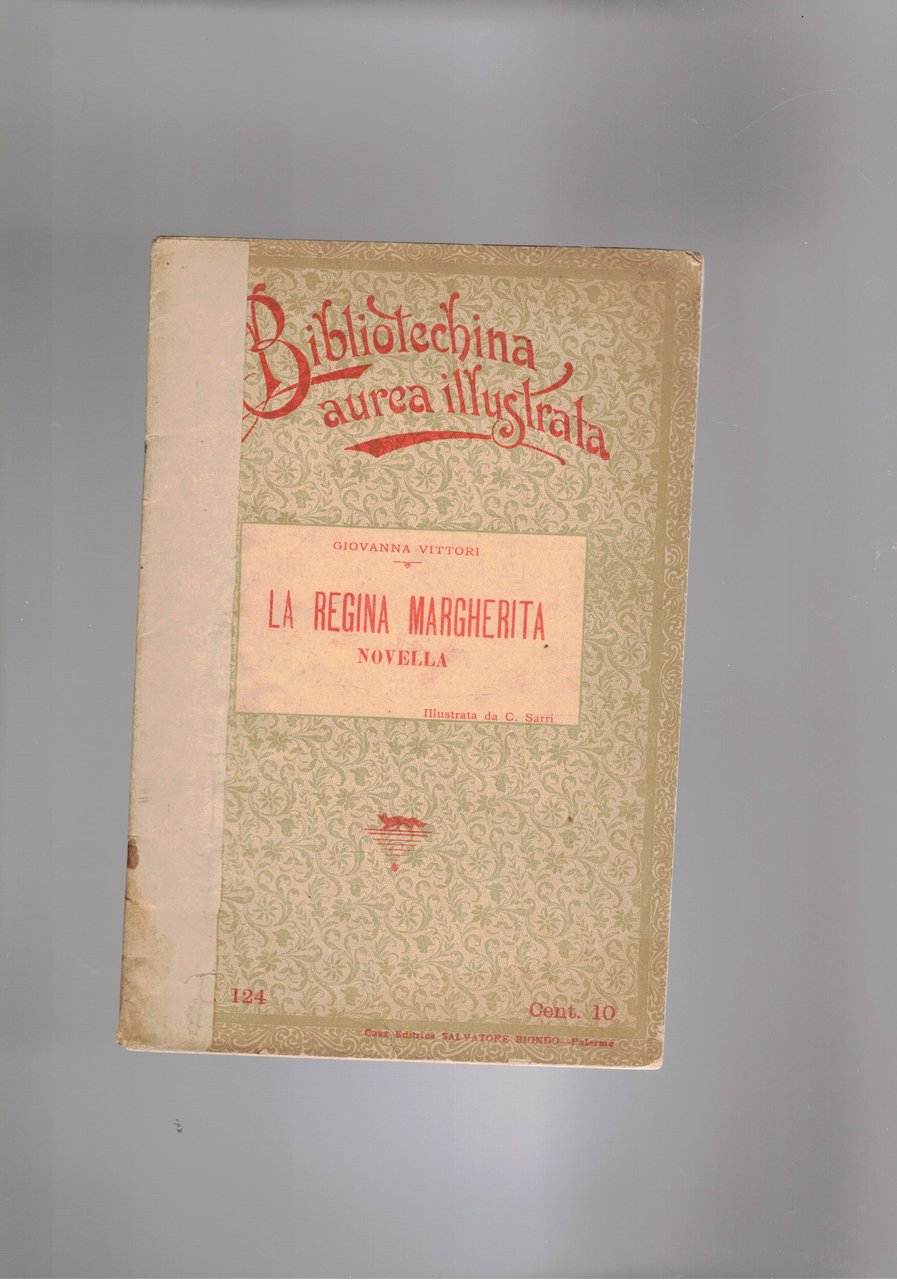 Bibliotechina
aurea illustrata
GIOVANNA VITTORI
LA REGINA MARGHERITA
NOVELLA
Illustrata da C. Sarri
. 124
Cent. 10
Casa Editrice SALVATORE BIONDO—Palermo